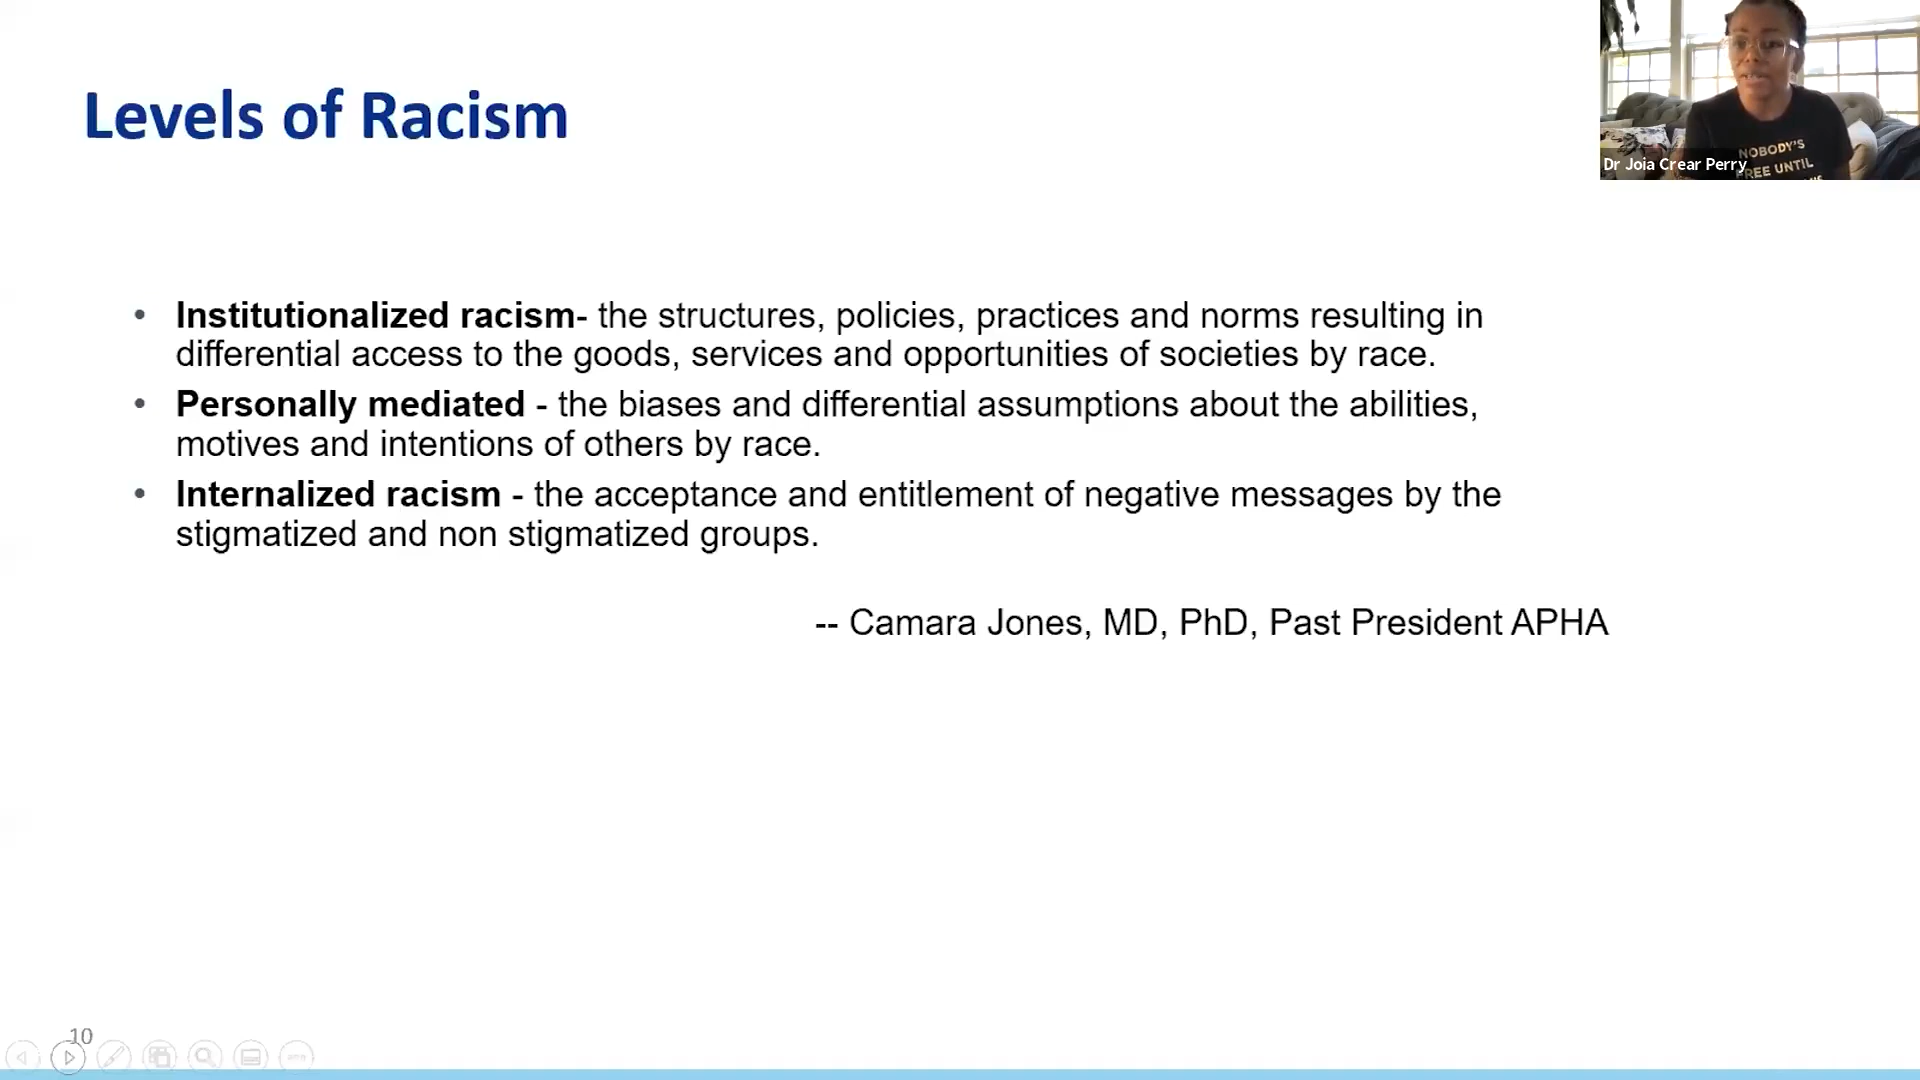 Levels of Racism
NOBODY'S
FREE UNTIL
Dr Joia Crear Perry
• Institutionalized racism- the structures, policies, practices and norms resulting in
differential access to the goods, services and opportunities of societies by race.
• Personally mediated - the biases and differential assumptions about the abilities,
motives and intentions of others by race.
• Internalized racism - the acceptance and entitlement of negative messages by the
stigmatized and non stigmatized groups.
-- Camara Jones, MD, PhD, Past President APHA
10